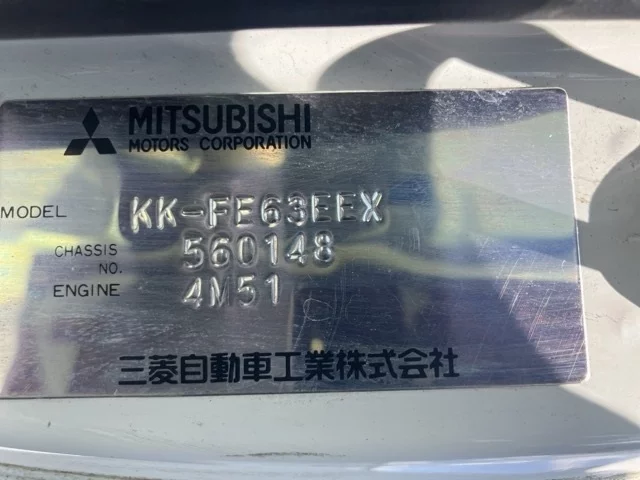 MITSUBISHI
MOTORS CORPORATION
MODEL KK-FE63EEX
CHASSIS NO. 560148
ENGINE 4M51
三菱自動車工業株式会社